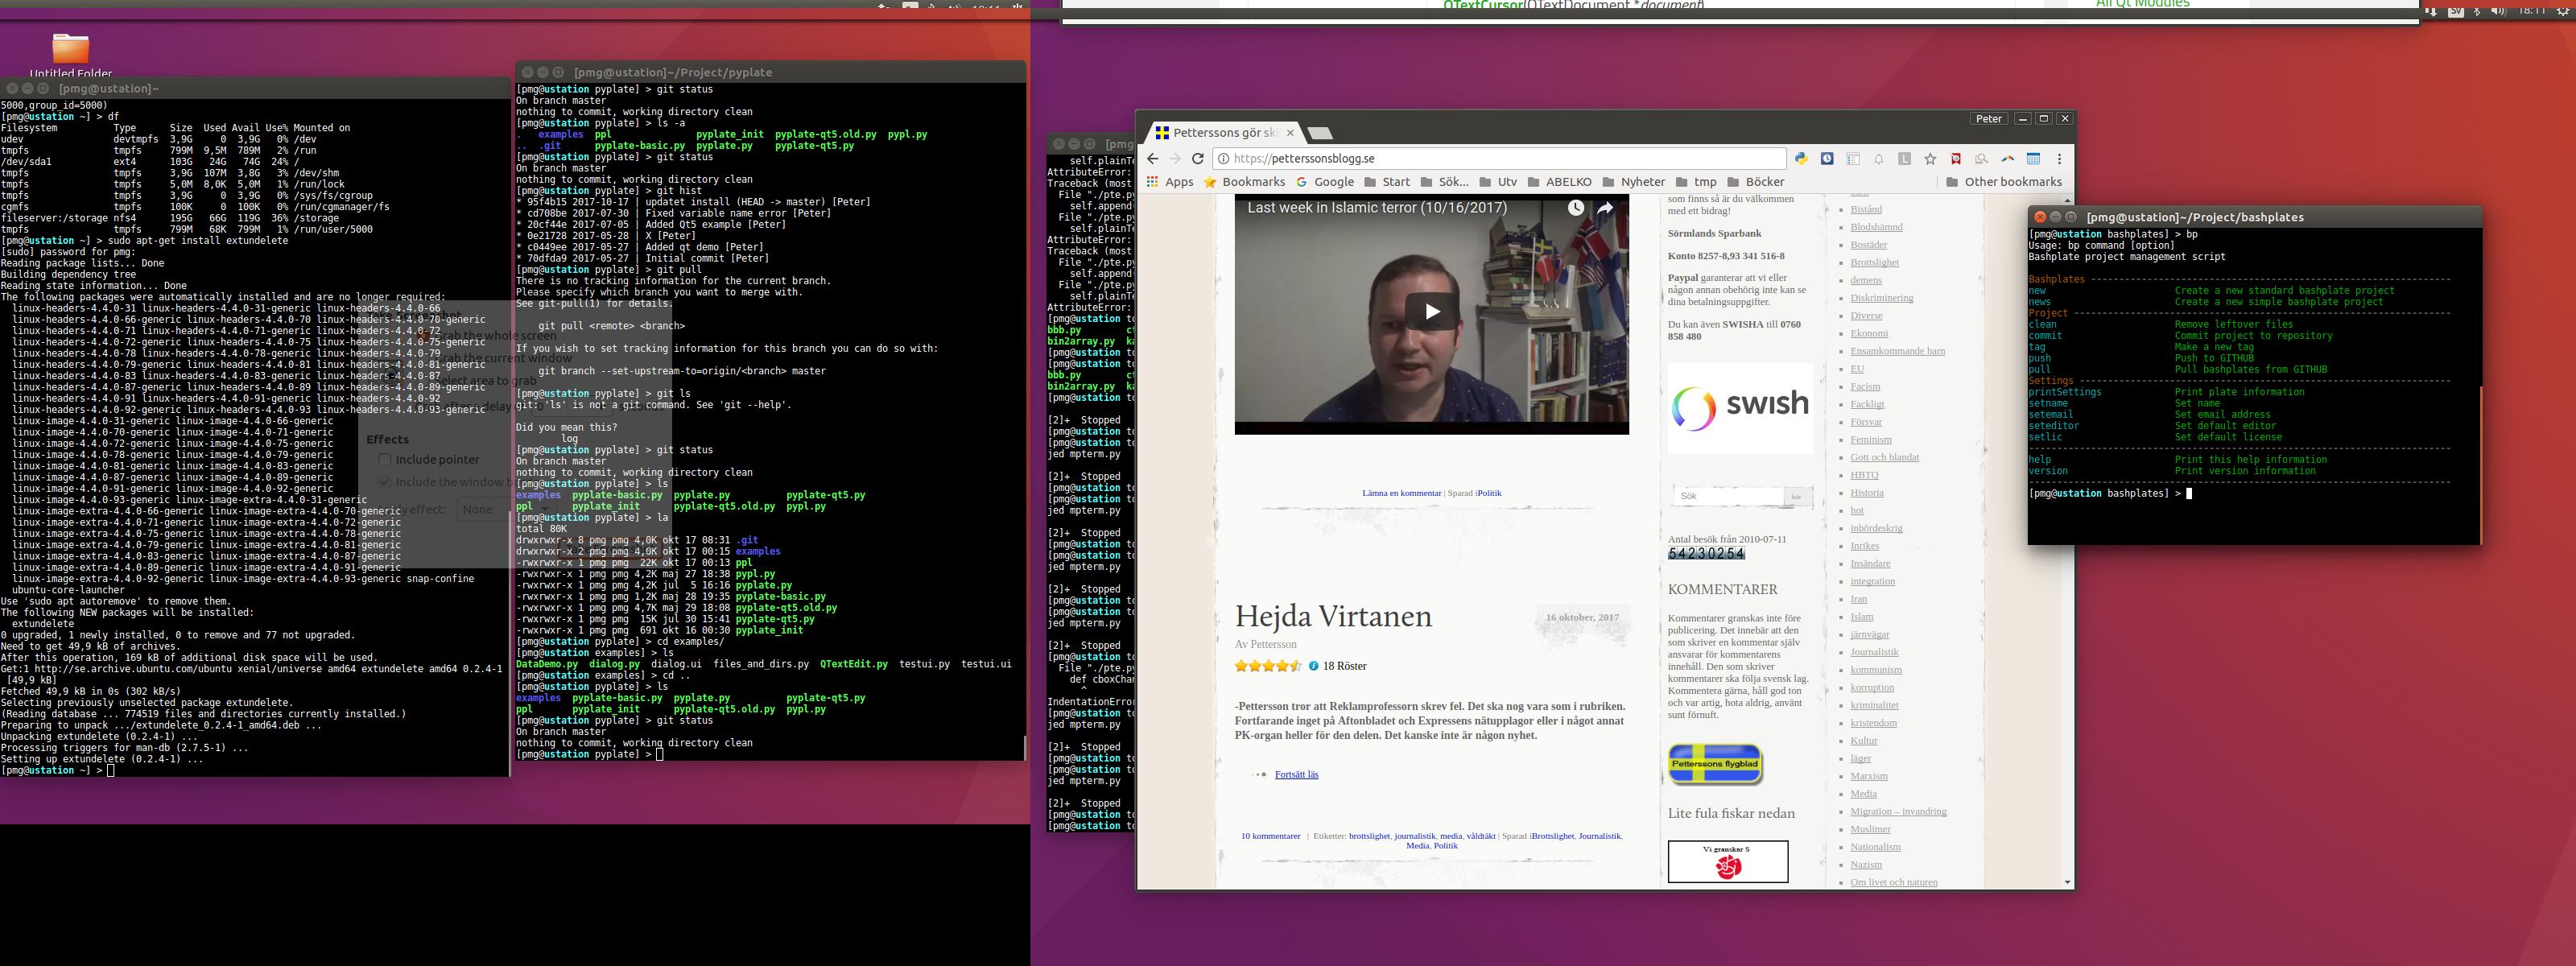 QTextCursor(QTextDocument *document)
All Qt Modules
18:11
Untitled Folder
[pmg@ustation]~
5000,group_id=5000)
[pmg@ustation ~] > df
Filesystem          Type      Size  Used Avail Use% Mounted on
udev                devtmpfs  3,9G     0  3,9G   0% /dev
tmpfs               tmpfs     799M  9,5M  789M   2% /run
/dev/sda1           ext4      103G   24G   74G  24% /
tmpfs               tmpfs     3,9G  107M  3,8G   3% /dev/shm
tmpfs               tmpfs     5,0M  8,0K  5,0M   1% /run/lock
tmpfs               tmpfs     3,9G     0  3,9G   0% /sys/fs/cgroup
cgmfs               tmpfs     100K     0  100K   0% /run/cgmanager/fs
fileserver:/storage nfs4      195G   66G  119G  36% /storage
tmpfs               tmpfs     799M   68K  799M   1% /run/user/5000
[pmg@ustation ~] > sudo apt-get install extundelete
[sudo] password for pmg:
Reading package lists... Done
Building dependency tree
Reading state information... Done
The following packages were automatically installed and are no longer required:
linux-headers-4.4.0-31 linux-headers-4.4.0-31-generic linux-headers-4.4.0-66
linux-headers-4.4.0-66-generic linux-headers-4.4.0-70 linux-headers-4.4.0-70-generic
linux-headers-4.4.0-71 linux-headers-4.4.0-71-generic linux-headers-4.4.0-72
linux-headers-4.4.0-72-generic linux-headers-4.4.0-75 linux-headers-4.4.0-75-generic
linux-headers-4.4.0-78 linux-headers-4.4.0-78-generic linux-headers-4.4.0-79
linux-headers-4.4.0-79-generic linux-headers-4.4.0-81 linux-headers-4.4.0-81-generic
linux-headers-4.4.0-83 linux-headers-4.4.0-83-generic linux-headers-4.4.0-87
linux-headers-4.4.0-87-generic linux-headers-4.4.0-89 linux-headers-4.4.0-89-generic
linux-headers-4.4.0-91 linux-headers-4.4.0-91-generic linux-headers-4.4.0-92
linux-headers-4.4.0-92-generic linux-headers-4.4.0-93 linux-headers-4.4.0-93-generic
linux-image-4.4.0-31-generic linux-image-4.4.0-66-generic
linux-image-4.4.0-70-generic linux-image-4.4.0-71-generic
linux-image-4.4.0-72-generic linux-image-4.4.0-75-generic
linux-image-4.4.0-78-generic linux-image-4.4.0-79-generic
linux-image-4.4.0-81-generic linux-image-4.4.0-83-generic
linux-image-4.4.0-87-generic linux-image-4.4.0-89-generic
linux-image-4.4.0-91-generic linux-image-4.4.0-92-generic
linux-image-4.4.0-93-generic linux-image-extra-4.4.0-31-generic
linux-image-extra-4.4.0-66-generic linux-image-extra-4.4.0-70-generic
linux-image-extra-4.4.0-71-generic linux-image-extra-4.4.0-72-generic
linux-image-extra-4.4.0-75-generic linux-image-extra-4.4.0-78-generic
linux-image-extra-4.4.0-79-generic linux-image-extra-4.4.0-81-generic
linux-image-extra-4.4.0-83-generic linux-image-extra-4.4.0-87-generic
linux-image-extra-4.4.0-89-generic linux-image-extra-4.4.0-91-generic
linux-image-extra-4.4.0-92-generic linux-image-extra-4.4.0-93-generic snap-confine
ubuntu-core-launcher
Use 'sudo apt autoremove' to remove them.
The following NEW packages will be installed:
extundelete
0 upgraded, 1 newly installed, 0 to remove and 77 not upgraded.
Need to get 49,9 kB of archives.
After this operation, 169 kB of additional disk space will be used.
Get:1 http://se.archive.ubuntu.com/ubuntu xenial/universe amd64 extundelete amd64 0.2.4-1
[49,9 kB]
Fetched 49,9 kB in 0s (302 kB/s)
Selecting previously unselected package extundelete.
(Reading database ... 774519 files and directories currently installed.)
Preparing to unpack .../extundelete_0.2.4-1_amd64.deb ...
Unpacking extundelete (0.2.4-1) ...
Processing triggers for man-db (2.7.5-1) ...
Setting up extundelete (0.2.4-1) ...
[pmg@ustation ~] >
Grab the whole screen
Grab the current window
Select area to grab
Effects
Include pointer
Include the window
effect:
None
[pmg@ustation]~/Project/pyplate
[pmg@ustation pyplate] > git status
On branch master
nothing to commit, working directory clean
[pmg@ustation pyplate] > ls -a
.   examples  ppl               pyplate_init  pyplate-qt5.old.py  pypl.py
..  .git      pyplate-basic.py  pyplate.py    pyplate-qt5.py
[pmg@ustation pyplate] > git status
On branch master
nothing to commit, working directory clean
[pmg@ustation pyplate] > git hist
* 95f4b15 2017-10-17 | updatet install (HEAD -> master) [Peter]
* cd708be 2017-07-30 | Fixed variable name error [Peter]
* 20cf44e 2017-07-05 | Added Qt5 example [Peter]
* 0e21728 2017-05-28 | X [Peter]
* c0449ee 2017-05-27 | Added qt demo [Peter]
* 70dfda9 2017-05-27 | Initial commit [Peter]
[pmg@ustation pyplate] > git pull
There is no tracking information for the current branch.
Please specify which branch you want to merge with.
See git-pull(1) for details.
git pull <remote> <branch>
If you wish to set tracking information for this branch you can do so with:
git branch --set-upstream-to=origin/<branch> master
[pmg@ustation pyplate] > git ls
git: 'ls' is not a git command. See 'git --help'.
Did you mean this?
log
[pmg@ustation pyplate] > git status
On branch master
nothing to commit, working directory clean
[pmg@ustation pyplate] > ls
examples  pyplate-basic.py  pyplate.py          pyplate-qt5.py
ppl       pyplate_init      pyplate-qt5.old.py  pypl.py
[pmg@ustation pyplate] > la
total 80K
drwxrwxr-x 8 pmg pmg 4,0K okt 17 08:31 .git
drwxrwxr-x 2 pmg pmg 4,0K okt 17 00:15 examples
-rwxrwxr-x 1 pmg pmg  22K okt 17 00:13 ppl
-rwxrwxr-x 1 pmg pmg 4,2K maj 27 18:38 pypl.py
-rwxrwxr-x 1 pmg pmg 4,2K jul  5 16:16 pyplate.py
-rwxrwxr-x 1 pmg pmg 1,2K maj 28 19:35 pyplate-basic.py
-rwxrwxr-x 1 pmg pmg 4,7K maj 29 18:08 pyplate-qt5.old.py
-rwxrwxr-x 1 pmg pmg  15K jul 30 15:41 pyplate-qt5.py
-rwxrwxr-x 1 pmg pmg  691 okt 16 00:30 pyplate_init
[pmg@ustation pyplate] > cd examples/
[pmg@ustation examples] > ls
DataDemo.py  dialog.py  dialog.ui  files_and_dirs.py  QTextEdit.py  testui.py  testui.ui
[pmg@ustation examples] > cd ..
[pmg@ustation pyplate] > ls
examples  pyplate-basic.py  pyplate.py          pyplate-qt5.py
ppl       pyplate_init      pyplate-qt5.old.py  pypl.py
[pmg@ustation pyplate] > git status
On branch master
nothing to commit, working directory clean
[pmg@ustation pyplate] >
[pmg
self.plainTe
AttributeError:
Traceback (most
File "./pte.py
self.append
File "./pte.py
self.plainTe
AttributeError:
Traceback (most
File "./pte.py
self.append
File "./pte.py
self.plainTe
AttributeError:
[pmg@ustation to
bbb.py        ct
bin2array.py  ka
[pmg@ustation to
[pmg@ustation to
bbb.py        ct
bin2array.py  ka
[pmg@ustation to
[2]+  Stopped
[pmg@ustation to
[pmg@ustation to
jed mpterm.py
[2]+  Stopped
[pmg@ustation to
[pmg@ustation to
jed mpterm.py
[2]+  Stopped
[pmg@ustation to
[pmg@ustation to
jed mpterm.py
[2]+  Stopped
[pmg@ustation to
[pmg@ustation to
jed mpterm.py
[2]+  Stopped
[pmg@ustation to
File "./pte.py
def cboxChan
^
IndentationError
[pmg@ustation to
jed mpterm.py
[2]+  Stopped
[pmg@ustation to
[pmg@ustation to
jed mpterm.py
[2]+  Stopped
[pmg@ustation to
[pmg@ustation to
Peter
Petterssons gör ski
https://petterssonsblogg.se
Apps Bookmarks Google Start Sök... Utv ABELKO Nyheter tmp Böcker Other bookmarks
Last week in Islamic terror (10/16/2017)
Lämna en kommentar | Sparad iPolitik
Hejda Virtanen
16 oktober, 2017
Av Pettersson
18 Röster
-Pettersson tror att Reklamprofessorn skrev fel. Det ska nog vara som i rubriken.
Fortfarande inget på Aftonbladet och Expressens nätupplagor eller i något annat
PK-organ heller för den delen. Det kanske inte är någon nyhet.
Fortsätt läs
10 kommentarer | Etiketter: brottslighet, journalistik, media, våldtäkt | Sparad iBrottslighet, Journalistik,
Media, Politik
som finns så är du välkommen
med ett bidrag!
Sörmlands Sparbank
Konto 8257-8,93 341 516-8
Paypal garanterar att vi eller
någon annan obehörig inte kan se
dina betalningsuppgifter.
Du kan även SWISHA till 0760
858 480
swish
Sök
kör
Antal besök från 2010-07-11
54230254
KOMMENTARER
Kommentarer granskas inte före
publicering. Det innebär att den
som skriver en kommentar själv
ansvarar för kommentarens
innehåll. Den som skriver
kommentarer ska följa svensk lag.
Kommentera gärna, håll god ton
och var artig, hota aldrig, använt
sunt förnuft.
Petterssons flygblad
Lite fula fiskar nedan
Vi granskar S
Bistånd
Blodshämnd
Bostäder
Brottslighet
demens
Diskriminering
Diverse
Ekonomi
Ensamkommande barn
EU
Facism
Fackligt
Försvar
Feminism
Gott och blandat
HBTQ
Historia
hot
inbördeskrig
Inrikes
Insändare
integration
Iran
Islam
järnvägar
Journalistik
kommunism
korruption
kriminalitet
kristendom
Kultur
läger
Marxism
Media
Migration – invandring
Muslimer
Nationalism
Nazism
Om livet och naturen
[pmg@ustation]~/Project/bashplates
[pmg@ustation bashplates] > bp
Usage: bp command [option]
Bashplate project management script
Bashplates
new                       Create a new standard bashplate project
news                      Create a new simple bashplate project
Project
clean                     Remove leftover files
commit                    Commit project to repository
tag                       Make a new tag
push                      Push to GITHUB
pull                      Pull bashplates from GITHUB
Settings
printSettings             Print plate information
setname                   Set name
setemail                  Set email address
seteditor                 Set default editor
setlic                    Set default license
help                      Print this help information
version                   Print version information
[pmg@ustation bashplates] >